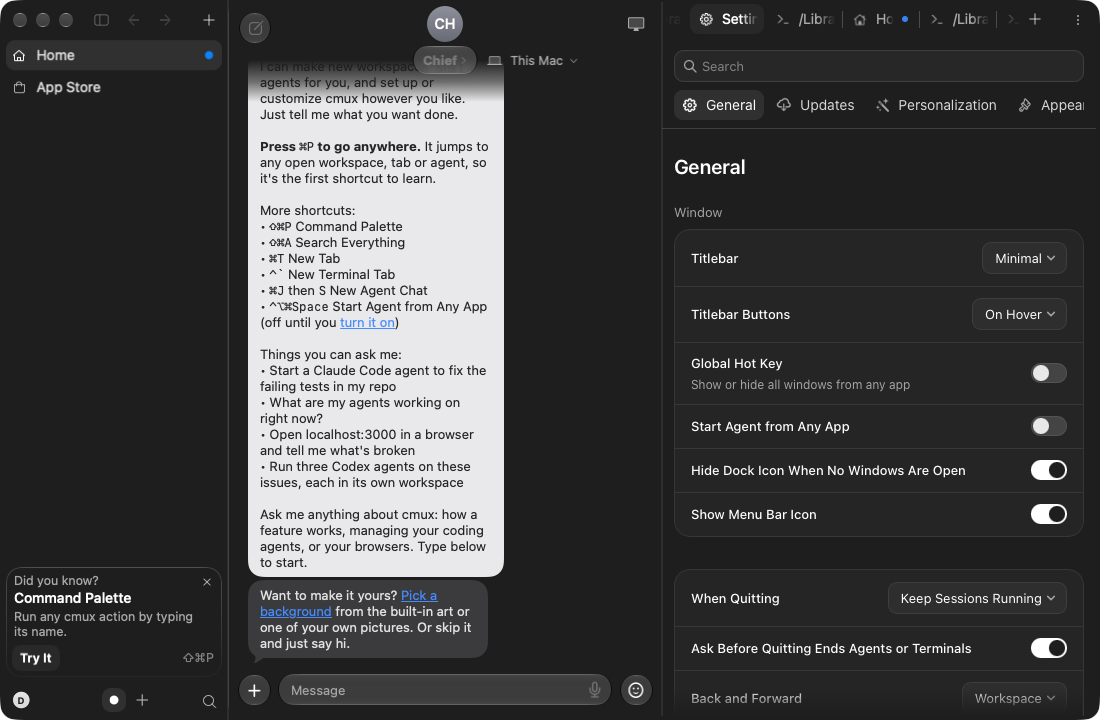 Home
App Store
Did you know?
Command Palette
Run any cmux action by typing
its name.
Try It
⇧⌘P
D
CH
Chief
This Mac
I can make new workspac
agents for you, and set up or
customize cmux however you like.
Just tell me what you want done.
Press ⌘P to go anywhere. It jumps to
any open workspace, tab or agent, so
it's the first shortcut to learn.
More shortcuts:
• ⇧⌘P Command Palette
• ⇧⌘A Search Everything
• ⌘T New Tab
• ⌃` New Terminal Tab
• ⌘J then S New Agent Chat
• ⌃⌥⌘Space Start Agent from Any App
(off until you turn it on)
Things you can ask me:
• Start a Claude Code agent to fix the
failing tests in my repo
• What are my agents working on
right now?
• Open localhost:3000 in a browser
and tell me what's broken
• Run three Codex agents on these
issues, each in its own workspace
Ask me anything about cmux: how a
feature works, managing your coding
agents, or your browsers. Type below
to start.
Want to make it yours? Pick a
background from the built-in art or
one of your own pictures. Or skip it
and just say hi.
Message
Settin
/Libra
Ho
/Libra
Search
General
Updates
Personalization
Appear
General
Window
Titlebar
Minimal
Titlebar Buttons
On Hover
Global Hot Key
Show or hide all windows from any app
Start Agent from Any App
Hide Dock Icon When No Windows Are Open
Show Menu Bar Icon
When Quitting
Keep Sessions Running
Ask Before Quitting Ends Agents or Terminals
Back and Forward
Workspace